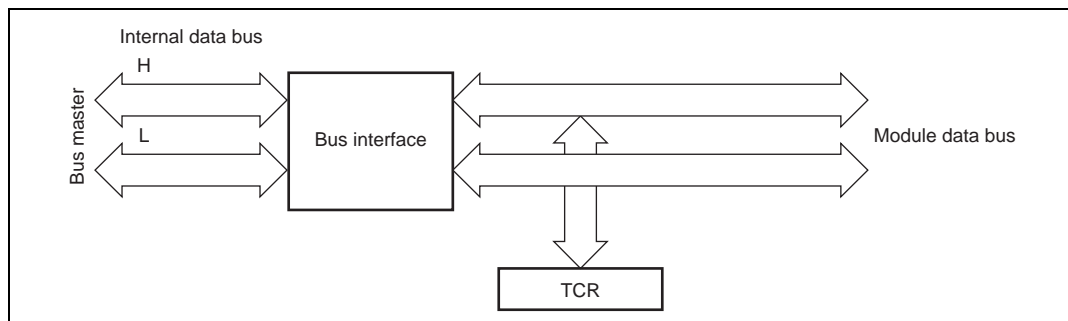 Internal data bus
H
Bus master
L
Bus interface
Module data bus
TCR